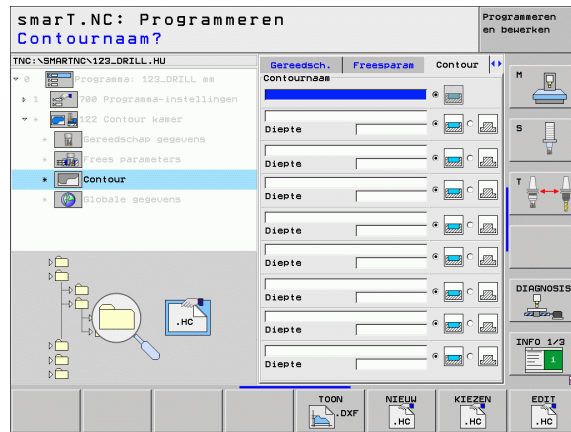 smarT.NC: Programmeren
Contournaam?
Programmeren
en bewerken
TNC:\SMARTNC\123_DRILL.HU
0 Programma: 123_DRILL mm
1 700 Programma-instellingen
* 122 Contour kamer
* Gereedschap gegevens
* Frees parameters
* Contour
* Globale gegevens
.HC
Gereedsch.
Freesparam
Contour
Contournaam
Diepte
Diepte
Diepte
Diepte
Diepte
Diepte
Diepte
Diepte
M
S
T
DIAGNOSIS
INFO 1/3
TOON
.DXF
NIEUW
.HC
KIEZEN
.HC
EDIT
.HC